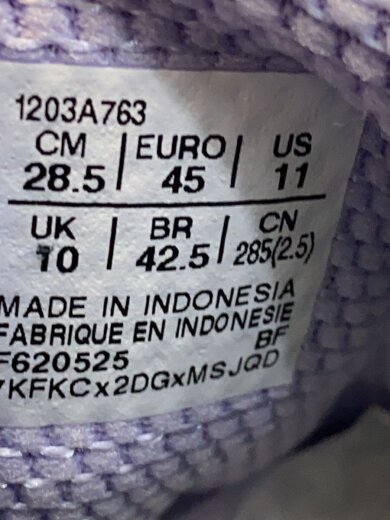 1203A763
CM | EURO | US
28.5 | 45 | 11
UK | BR | CN
10 | 42.5 | 285(2.5)
MADE IN INDONESIA
FABRIQUE EN INDONESIE
F620525 BF
7KFKCx2DGxMSJQD